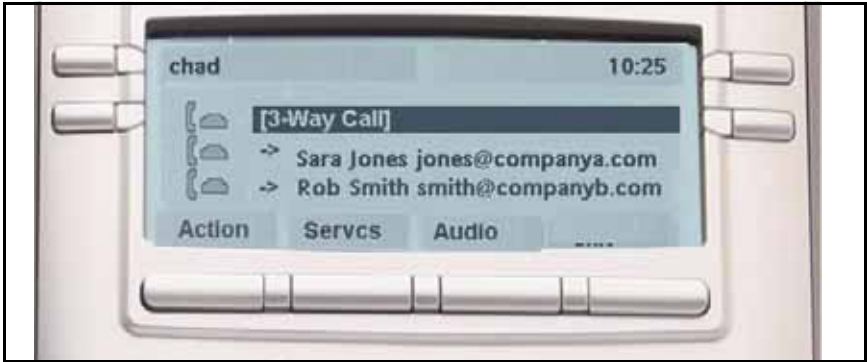 chad 10:25
[3-Way Call]
-> Sara Jones jones@companya.com
-> Rob Smith smith@companyb.com
Action Servcs Audio